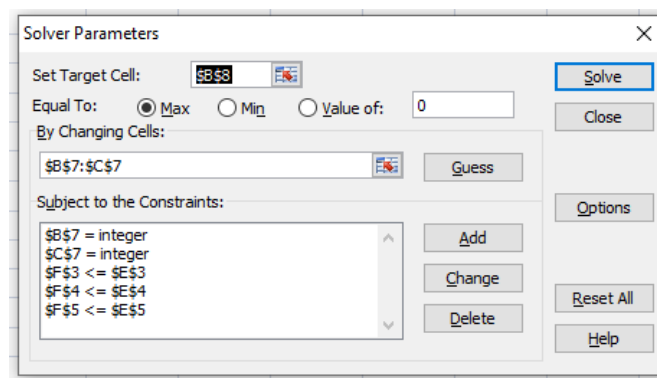 Solver Parameters
Set Target Cell: $B$8
Solve
Equal To: Max Min Value of: 0
Close
By Changing Cells:
$B$7:$C$7
Guess
Subject to the Constraints:
Options
$B$7 = integer
$C$7 = integer
$F$3 <= $E$3
$F$4 <= $E$4
$F$5 <= $E$5
Add
Change
Delete
Reset All
Help